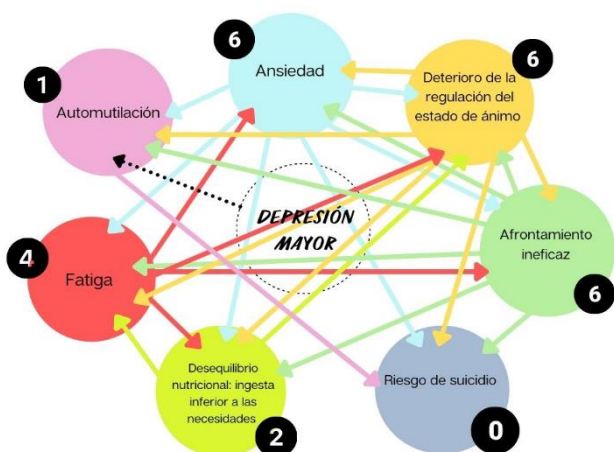 6
Ansiedad
6
Deterioro de la
regulación del
estado de ánimo
1
Automutilación
DEPRESIÓN
MAYOR
Afrontamiento
ineficaz
6
4
Fatiga
Desequilibrio
nutricional: ingesta
inferior a las
necesidades
2
Riesgo de suicidio
0